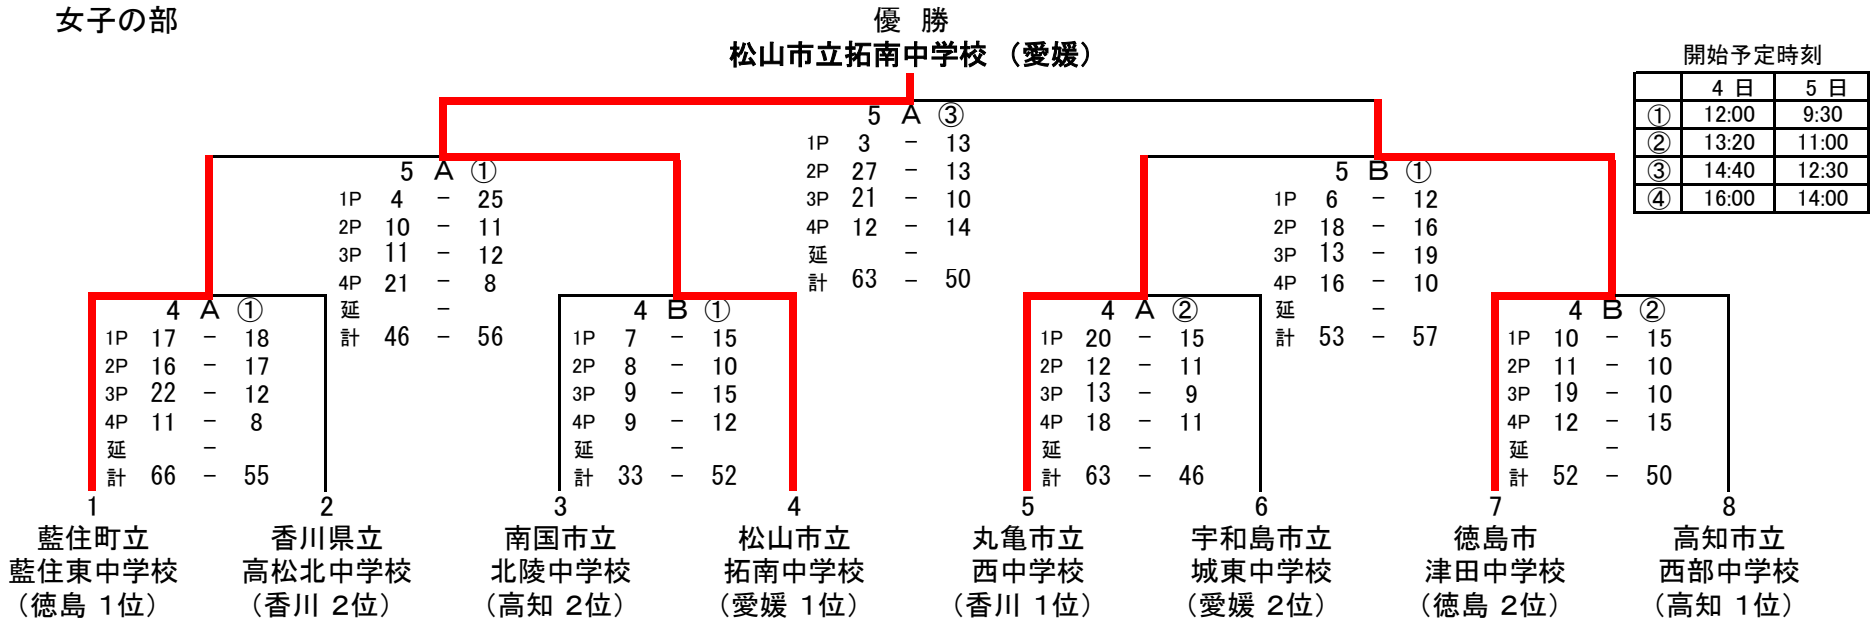 女子の部
優 勝
松山市立拓南中学校 （愛媛）
開始予定時刻
4 日 5 日
① 12:00 9:30
② 13:20 11:00
③ 14:40 12:30
④ 16:00 14:00
5 A ③
1P 3 − 13
2P 27 − 13
3P 21 − 10
4P 12 − 14
延 −
計 63 − 50
5 A ①
1P 4 − 25
2P 10 − 11
3P 11 − 12
4P 21 − 8
延 −
計 46 − 56
5 B ①
1P 6 − 12
2P 18 − 16
3P 13 − 19
4P 16 − 10
延 −
計 53 − 57
4 A ①
1P 17 − 18
2P 16 − 17
3P 22 − 12
4P 11 − 8
延 −
計 66 − 55
4 B ①
1P 7 − 15
2P 8 − 10
3P 9 − 15
4P 9 − 12
延 −
計 33 − 52
4 A ②
1P 20 − 15
2P 12 − 11
3P 13 − 9
4P 18 − 11
延 −
計 63 − 46
4 B ②
1P 10 − 15
2P 11 − 10
3P 19 − 10
4P 12 − 15
延 −
計 52 − 50
1
藍住町立
藍住東中学校
（徳島 1位）
2
香川県立
高松北中学校
（香川 2位）
3
南国市立
北陵中学校
（高知 2位）
4
松山市立
拓南中学校
（愛媛 1位）
5
丸亀市立
西中学校
（香川 1位）
6
宇和島市立
城東中学校
（愛媛 2位）
7
徳島市
津田中学校
（徳島 2位）
8
高知市立
西部中学校
（高知 1位）